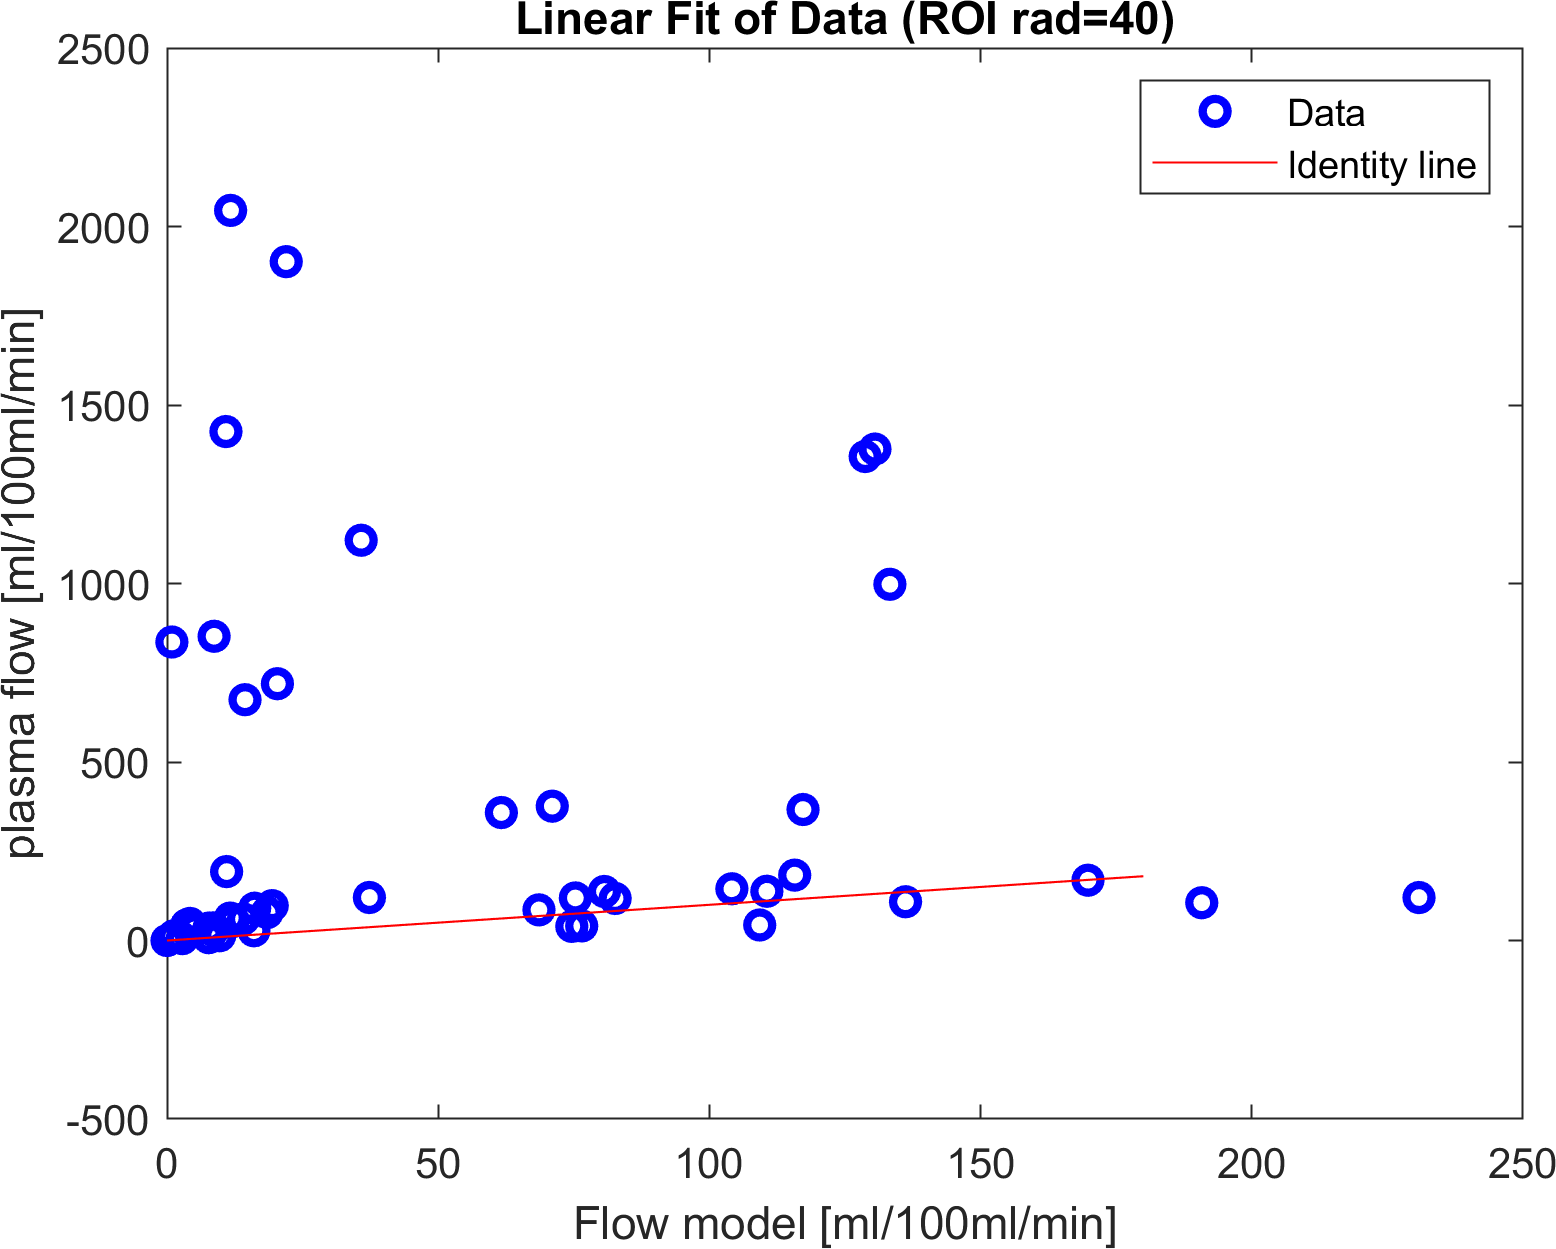 Linear Fit of Data (ROI rad=40)
2500
2000
1500
1000
500
0
-500
plasma flow [ml/100ml/min]
Data
Identity line
0 50 100 150 200 250
Flow model [ml/100ml/min]